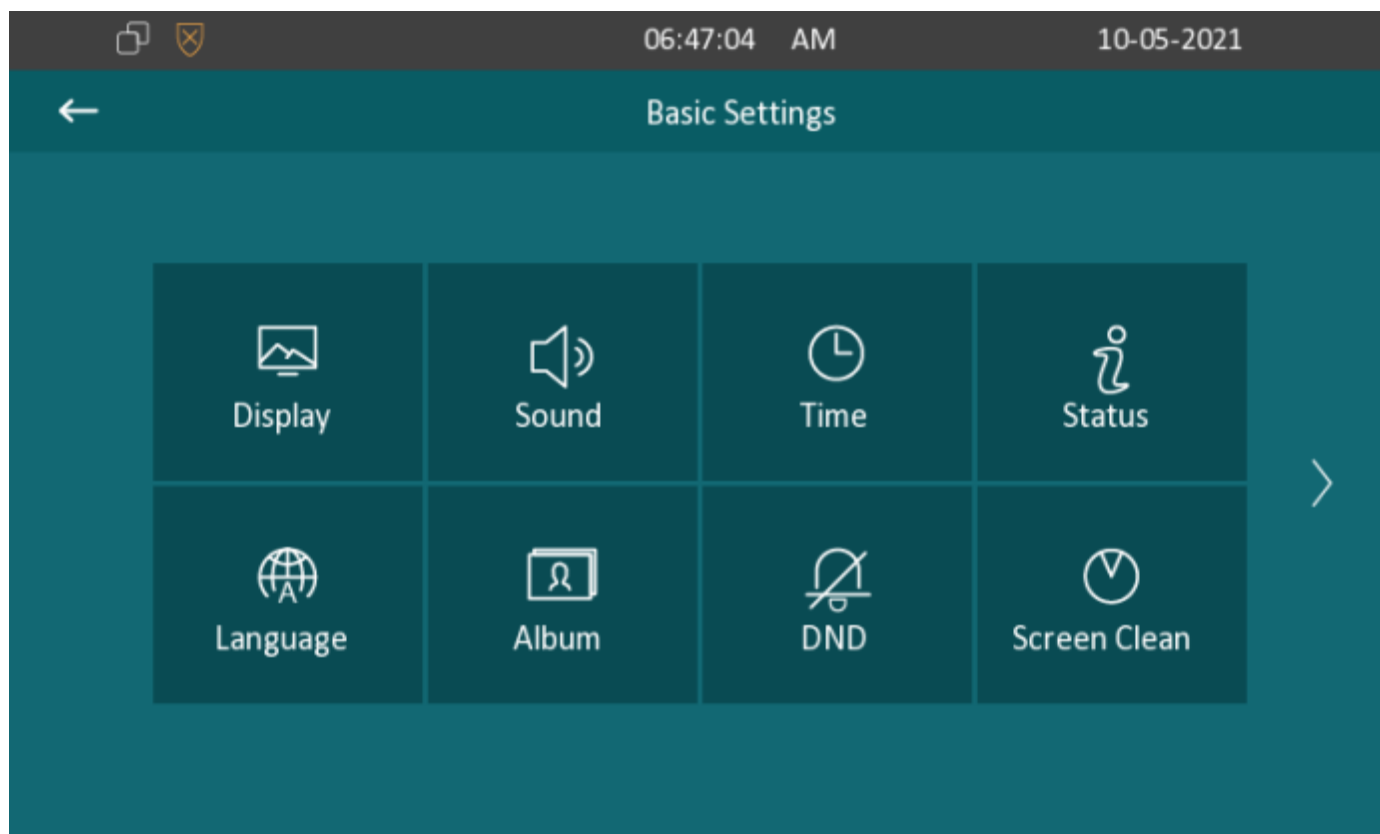 06:47:04 AM 10-05-2021
Basic Settings
Display Sound Time Status
Language Album DND Screen Clean